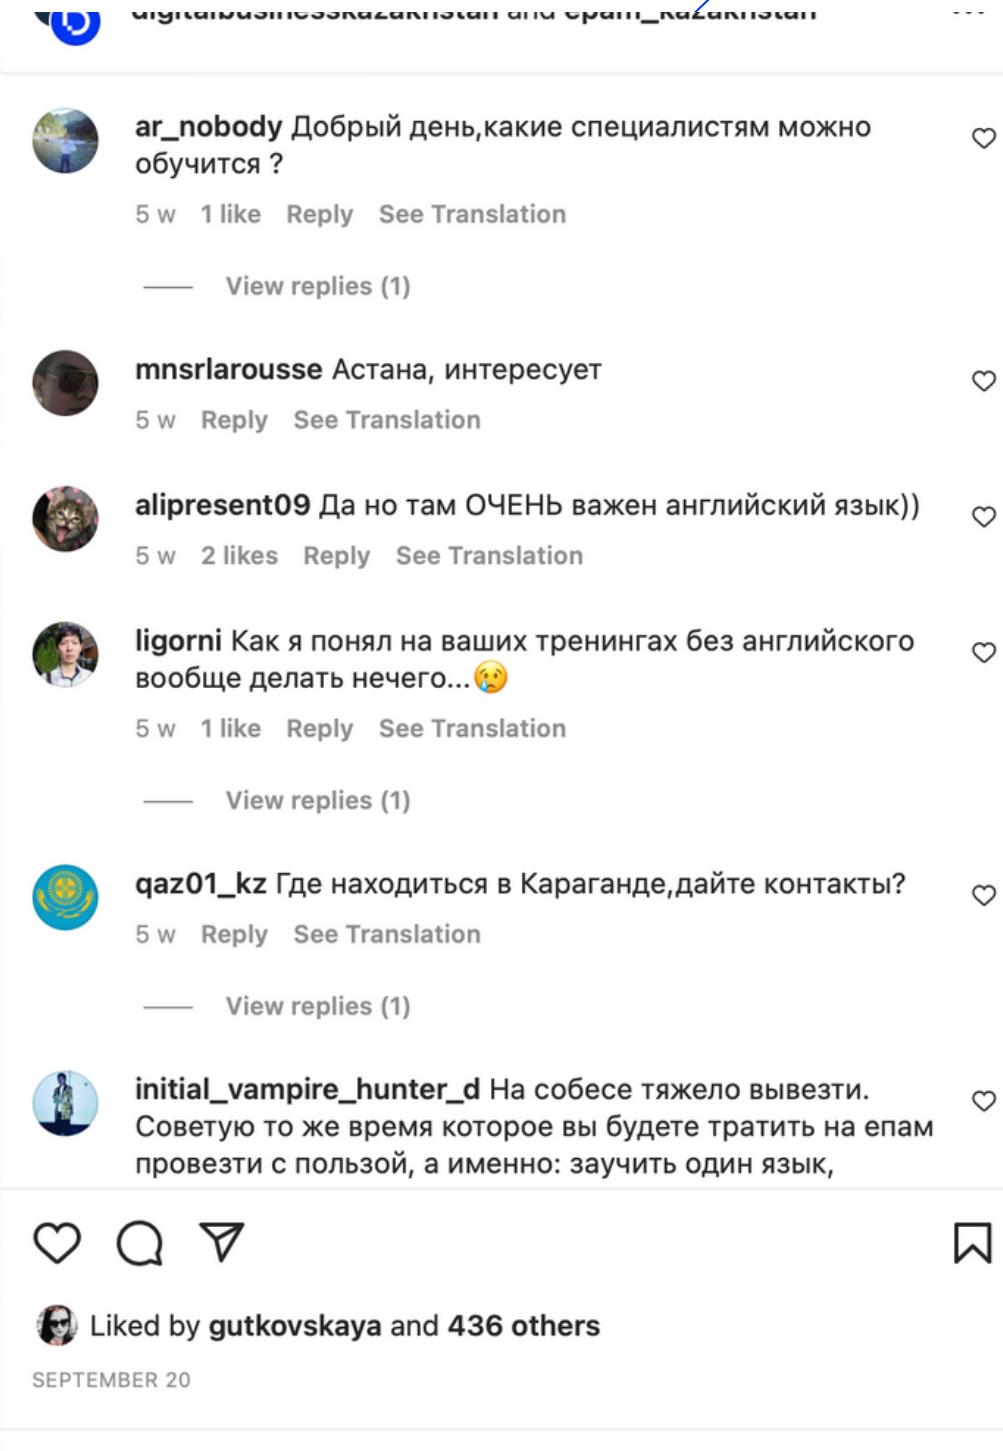 digitalbusinesskazakhstan and epam_kazakhstan
ar_nobody Добрый день,какие специалистям можно
обучится ?
5 w 1 like Reply See Translation
View replies (1)
mnsrlarousse Астана, интересует
5 w Reply See Translation
alipresent09 Да но там ОЧЕНЬ важен английский язык))
5 w 2 likes Reply See Translation
ligorni Как я понял на ваших тренингах без английского
вообще делать нечего...😢
5 w 1 like Reply See Translation
View replies (1)
qaz01_kz Где находиться в Караганде,дайте контакты?
5 w Reply See Translation
View replies (1)
initial_vampire_hunter_d На собесе тяжело вывезти.
Советую то же время которое вы будете тратить на епам
провезти с пользой, а именно: заучить один язык,
Liked by gutkovskaya and 436 others
SEPTEMBER 20